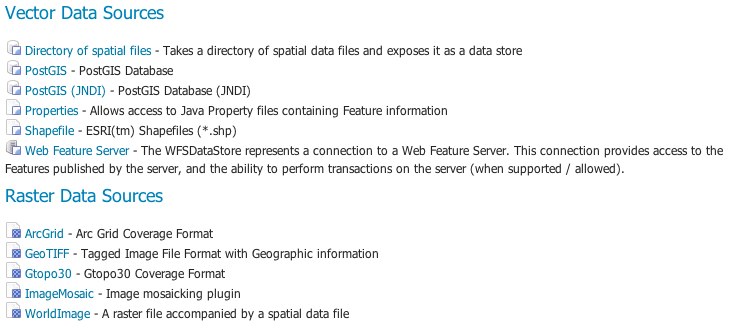 Vector Data Sources
Directory of spatial files - Takes a directory of spatial data files and exposes it as a data store
PostGIS - PostGIS Database
PostGIS (JNDI) - PostGIS Database (JNDI)
Properties - Allows access to Java Property files containing Feature information
Shapefile - ESRI(tm) Shapefiles (*.shp)
Web Feature Server - The WFSDataStore represents a connection to a Web Feature Server. This connection provides access to the
Features published by the server, and the ability to perform transactions on the server (when supported / allowed).
Raster Data Sources
ArcGrid - Arc Grid Coverage Format
GeoTIFF - Tagged Image File Format with Geographic information
Gtopo30 - Gtopo30 Coverage Format
ImageMosaic - Image mosaicking plugin
WorldImage - A raster file accompanied by a spatial data file